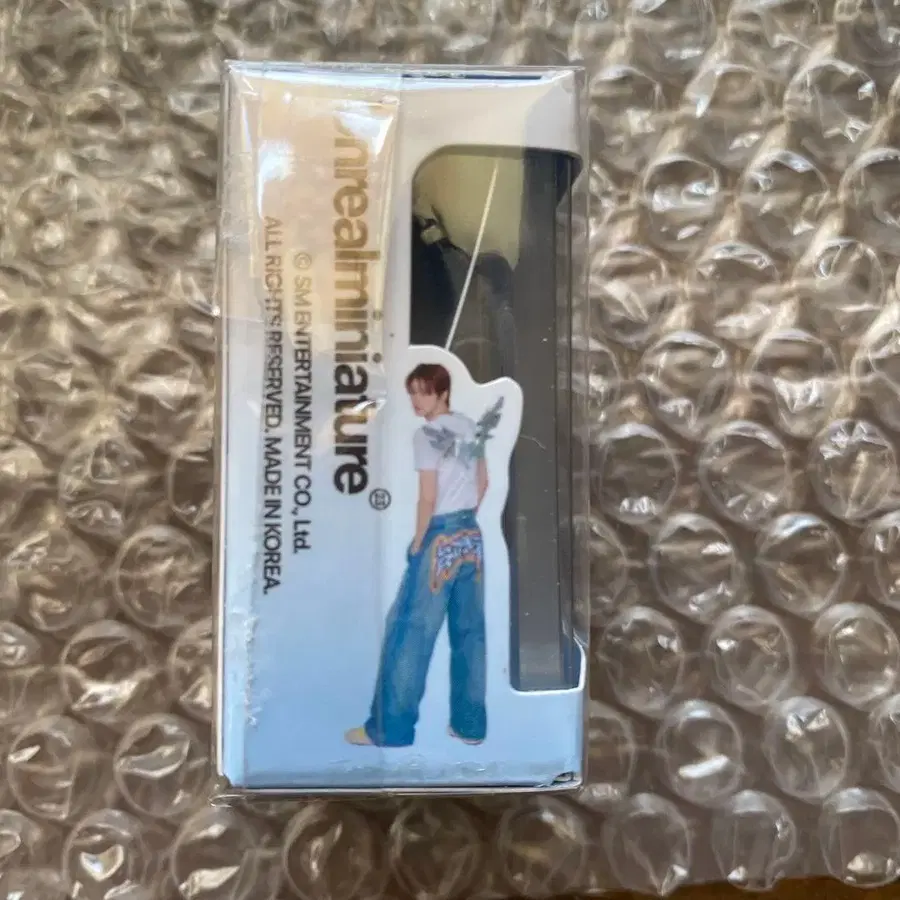 unrealminiature
© SM ENTERTAINMENT CO., Ltd.
ALL RIGHTS RESERVED. MADE IN KOREA.